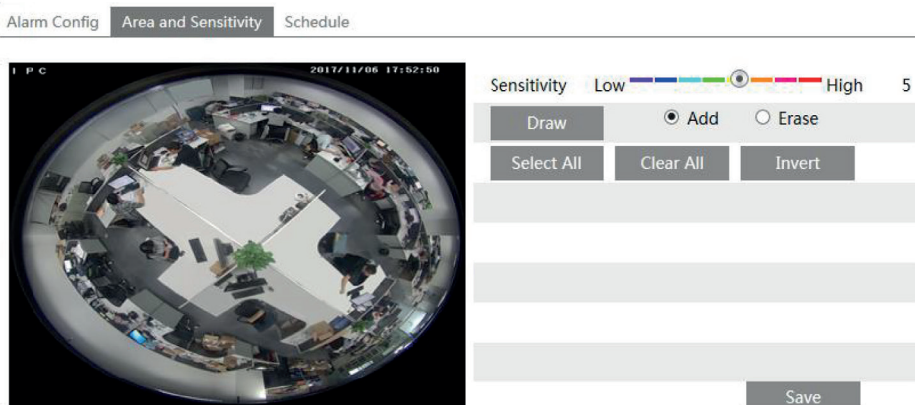 Alarm Config Area and Sensitivity Schedule
IPC 2017/11/06 17:52:50
Sensitivity Low High 5
Draw Add Erase
Select All Clear All Invert
Save